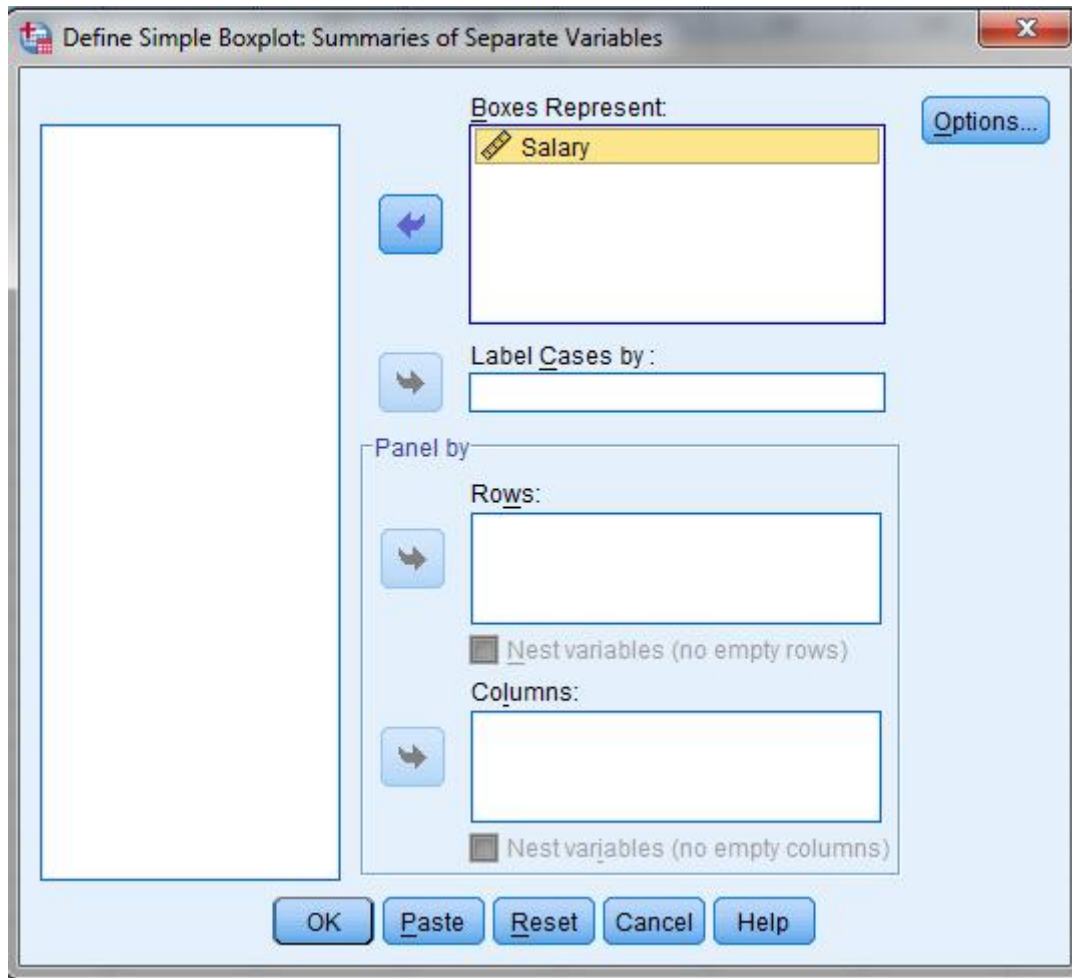 Define Simple Boxplot: Summaries of Separate Variables
Boxes Represent:
Options...
Salary
Label Cases by :
Panel by
Rows:
Nest variables (no empty rows)
Columns:
Nest variables (no empty columns)
OK Paste Reset Cancel Help